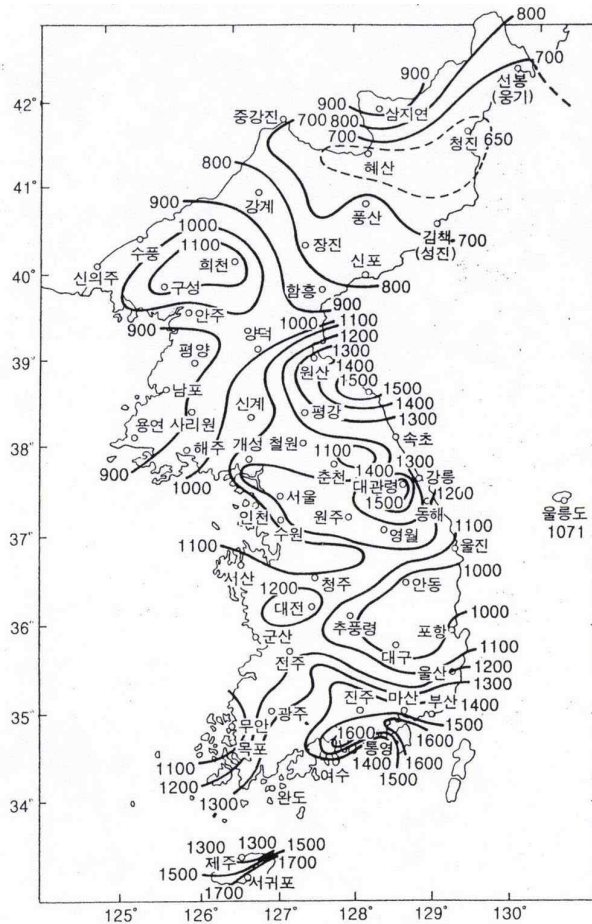 800
700
900
선봉
(웅기)
42°
900
삼지연
중강진
700
800
700
청진
650
혜산
800
41°
900
강계
풍산
1000
수풍
1100
장진
김책
(성진)
700
희천
40°
신의주
구성
신포
800
함흥
900
안주
1000
1100
900
양덕
1200
39°
평양
1300
원산
1400
1500
1500
남포
1400
신계
평강
1300
용연
사리원
속초
38°
해주
개성
철원
1100
1300
900
춘천
1400
강릉
1000
대관령
1200
서울
1500
인천
원주
동해
울릉도
1071
수원
영월
1100
37°
1100
울진
서산
1000
청주
안동
1200
대전
1000
36°
추풍령
포항
군산
대구
1100
진주
울산
1200
1300
진주
마산
부산
1400
35°
무안
광주
1500
1600
목포
통영
1600
1100
1400
여수
1500
1200
1300
완도
34°
1300
1300
1500
제주
1700
1500
서귀포
1700
125°
126°
127°
128°
129°
130°